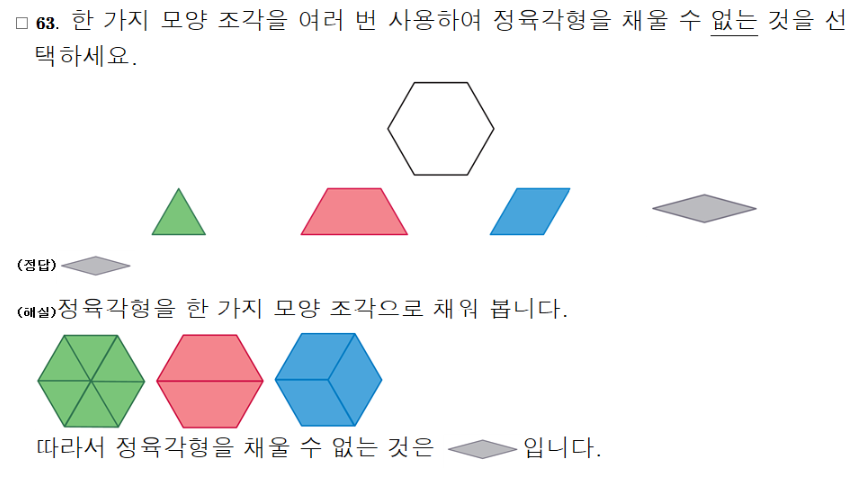 □ 63. 한 가지 모양 조각을 여러 번 사용하여 정육각형을 채울 수 없는 것을 선
택하세요.
(정답)
(해실)정육각형을 한 가지 모양 조각으로 채워 봅니다.
따라서 정육각형을 채울 수 없는 것은 입니다.